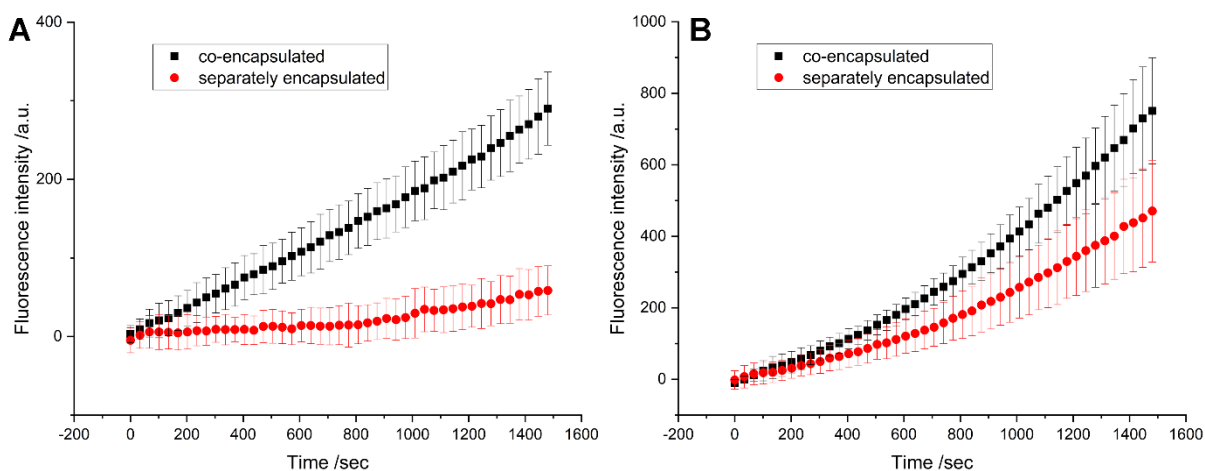 A
400
200
0
Fluorescence intensity /a.u.
co-encapsulated
separately encapsulated
-200 0 200 400 600 800 1000 1200 1400 1600
Time /sec
B
1000
800
600
400
200
0
Fluorescence intensity /a.u.
co-encapsulated
separately encapsulated
-200 0 200 400 600 800 1000 1200 1400 1600
Time /sec